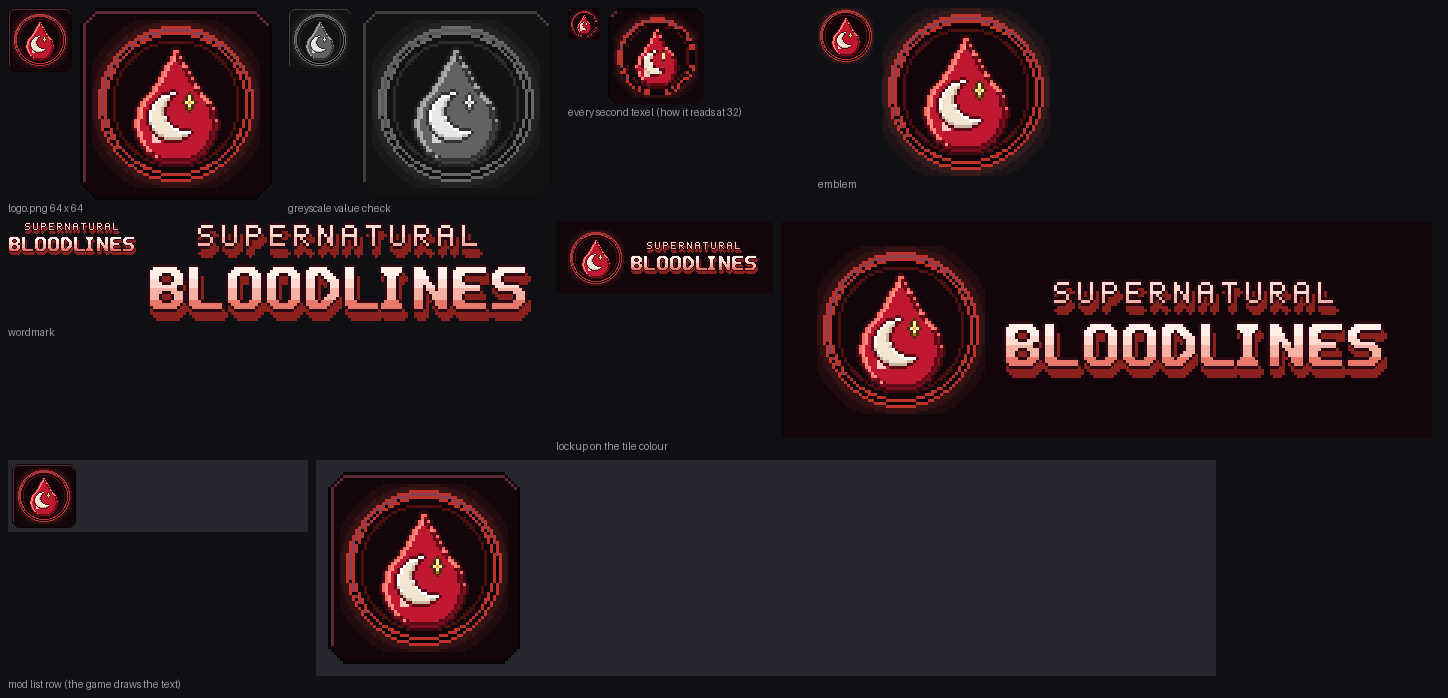 every second texel (how it reads at 32)
emblem
logo.png 64 x 64
greyscale value check
SUPERNATURAL
BLOODLINES
SUPERNATURAL
BLOODLINES
wordmark
SUPERNATURAL
BLOODLINES
SUPERNATURAL
BLOODLINES
lockup on the tile colour
mod list row (the game draws the text)